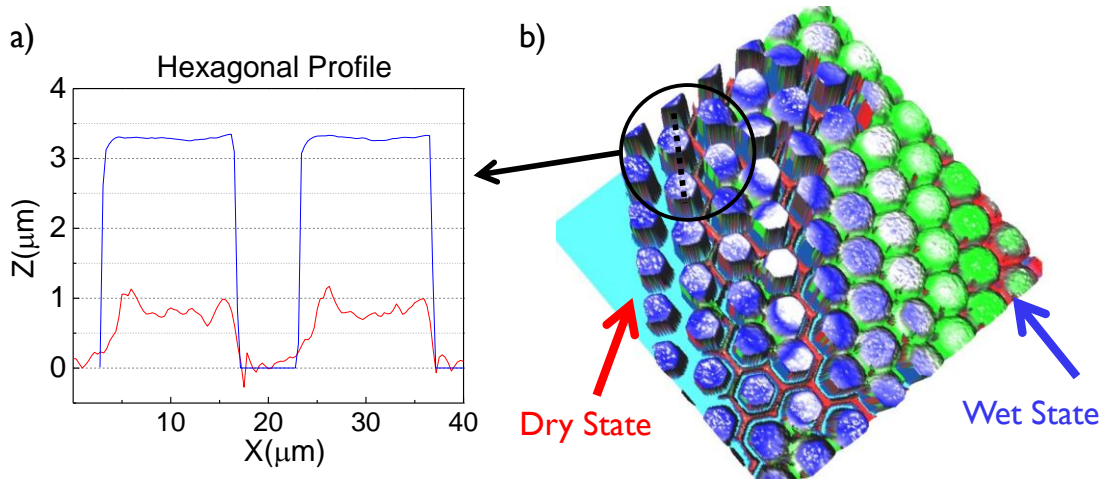 a)
Hexagonal Profile
4
3
2
1
0
Z(μm)
10
20
30
40
X(μm)
b)
Dry State
Wet State